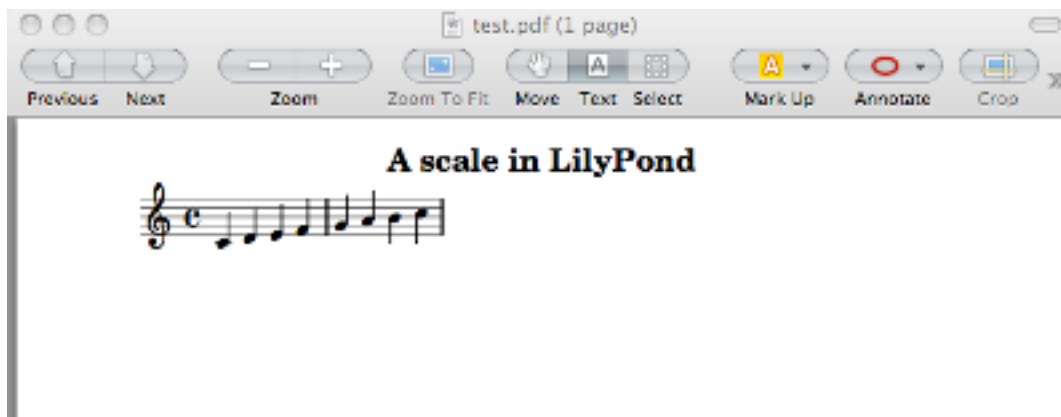 test.pdf (1 page)
A
A
Previous Next Zoom Zoom To Fit Move Text Select Mark Up Annotate Crop
A scale in LilyPond